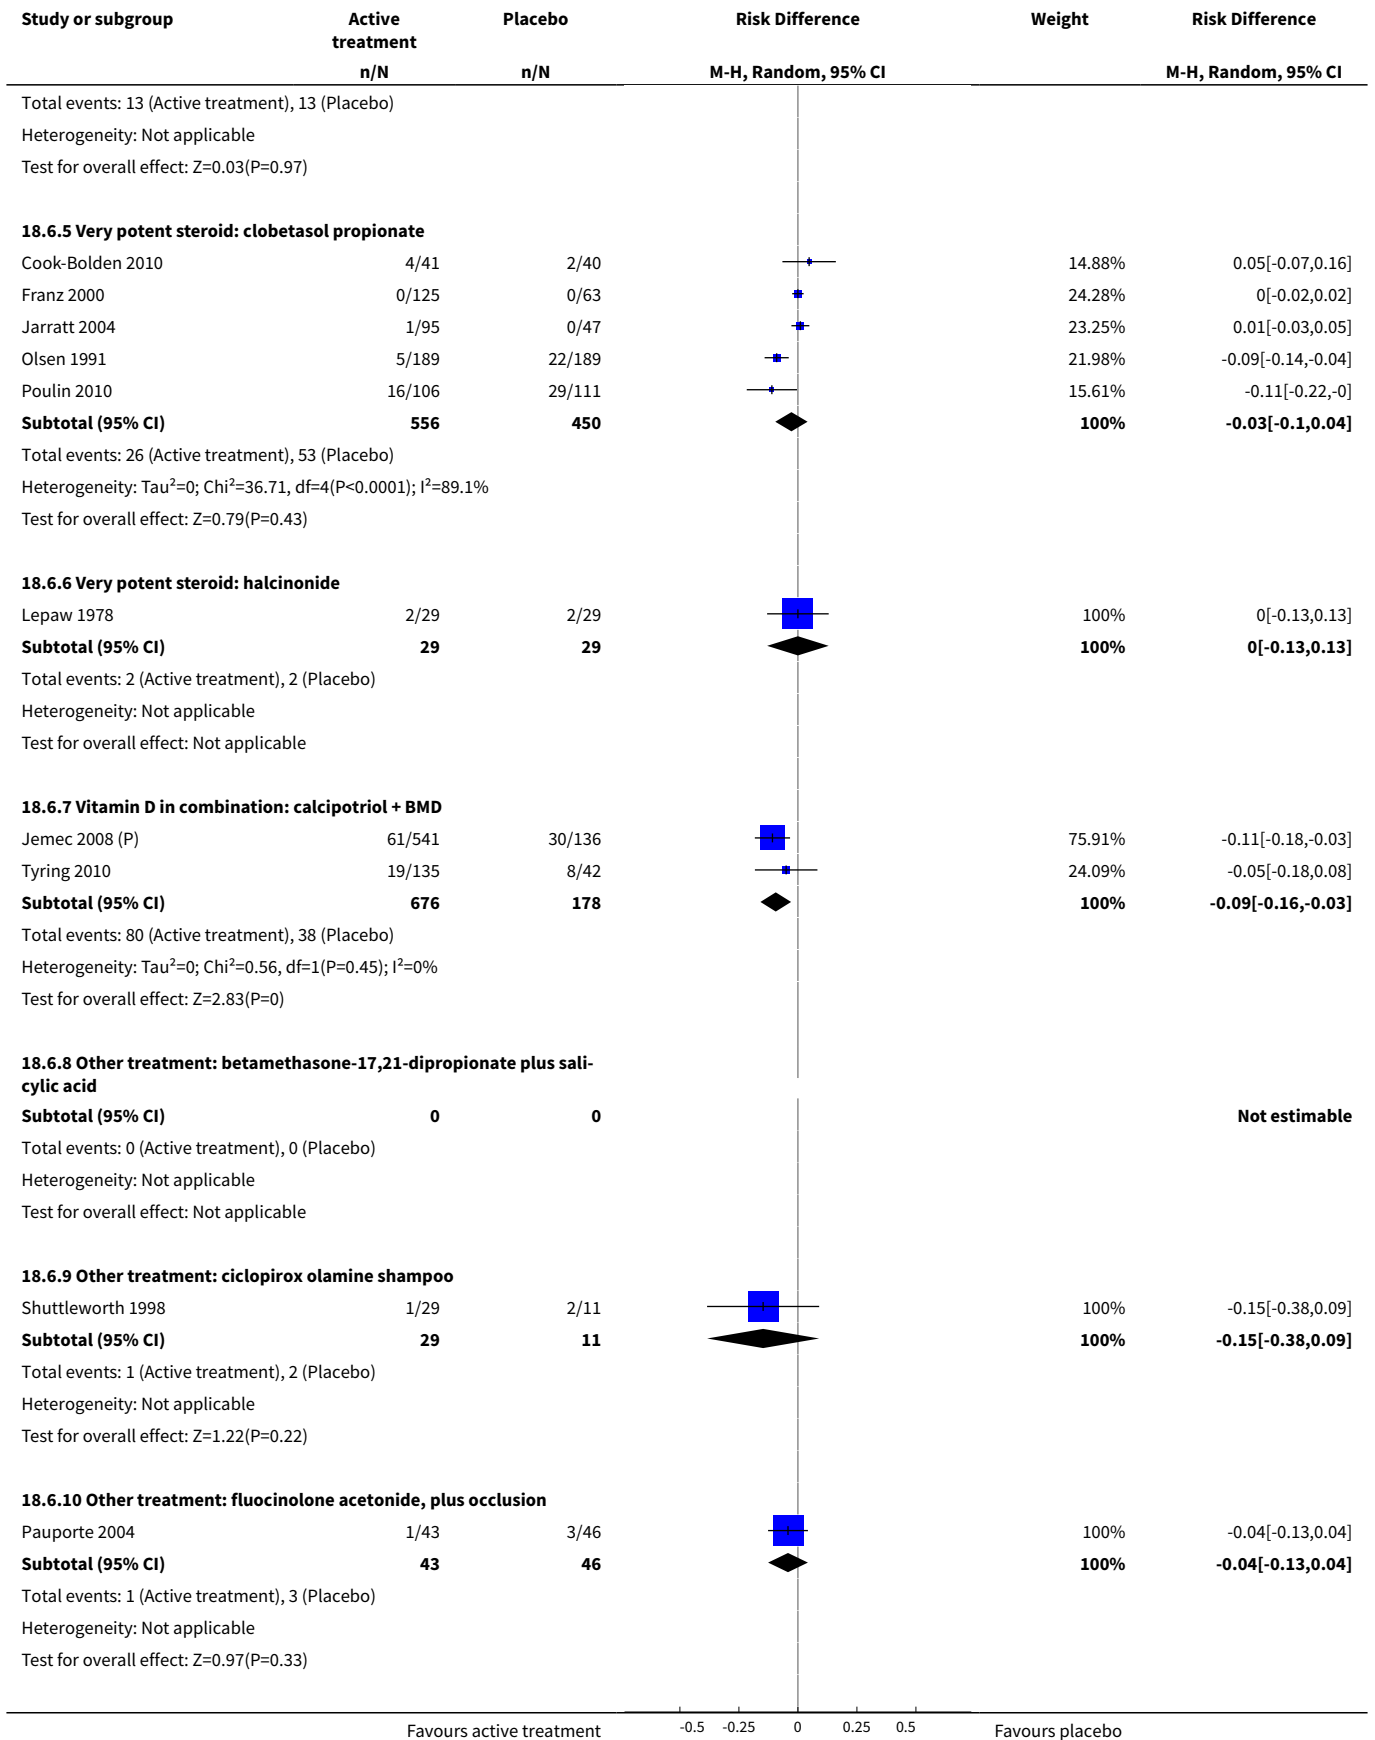 Study or subgroup Active Placebo Risk Difference Weight Risk Difference
treatment
n/N n/N M-H, Random, 95% CI M-H, Random, 95% CI
Total events: 13 (Active treatment), 13 (Placebo)
Heterogeneity: Not applicable
Test for overall effect: Z=0.03(P=0.97)
18.6.5 Very potent steroid: clobetasol propionate
Cook-Bolden 2010 4/41 2/40 14.88% 0.05[-0.07,0.16]
Franz 2000 0/125 0/63 24.28% 0[-0.02,0.02]
Jarratt 2004 1/95 0/47 23.25% 0.01[-0.03,0.05]
Olsen 1991 5/189 22/189 21.98% -0.09[-0.14,-0.04]
Poulin 2010 16/106 29/111 15.61% -0.11[-0.22,-0]
Subtotal (95% CI) 556 450 100% -0.03[-0.1,0.04]
Total events: 26 (Active treatment), 53 (Placebo)
Heterogeneity: Tau²=0; Chi²=36.71, df=4(P<0.0001); I²=89.1%
Test for overall effect: Z=0.79(P=0.43)
18.6.6 Very potent steroid: halcinonide
Lepaw 1978 2/29 2/29 100% 0[-0.13,0.13]
Subtotal (95% CI) 29 29 100% 0[-0.13,0.13]
Total events: 2 (Active treatment), 2 (Placebo)
Heterogeneity: Not applicable
Test for overall effect: Not applicable
18.6.7 Vitamin D in combination: calcipotriol + BMD
Jemec 2008 (P) 61/541 30/136 75.91% -0.11[-0.18,-0.03]
Tyring 2010 19/135 8/42 24.09% -0.05[-0.18,0.08]
Subtotal (95% CI) 676 178 100% -0.09[-0.16,-0.03]
Total events: 80 (Active treatment), 38 (Placebo)
Heterogeneity: Tau²=0; Chi²=0.56, df=1(P=0.45); I²=0%
Test for overall effect: Z=2.83(P=0)
18.6.8 Other treatment: betamethasone-17,21-dipropionate plus sali-
cylic acid
Subtotal (95% CI) 0 0 Not estimable
Total events: 0 (Active treatment), 0 (Placebo)
Heterogeneity: Not applicable
Test for overall effect: Not applicable
18.6.9 Other treatment: ciclopirox olamine shampoo
Shuttleworth 1998 1/29 2/11 100% -0.15[-0.38,0.09]
Subtotal (95% CI) 29 11 100% -0.15[-0.38,0.09]
Total events: 1 (Active treatment), 2 (Placebo)
Heterogeneity: Not applicable
Test for overall effect: Z=1.22(P=0.22)
18.6.10 Other treatment: fluocinolone acetonide, plus occlusion
Pauporte 2004 1/43 3/46 100% -0.04[-0.13,0.04]
Subtotal (95% CI) 43 46 100% -0.04[-0.13,0.04]
Total events: 1 (Active treatment), 3 (Placebo)
Heterogeneity: Not applicable
Test for overall effect: Z=0.97(P=0.33)
Favours active treatment -0.5 -0.25 0 0.25 0.5 Favours placebo